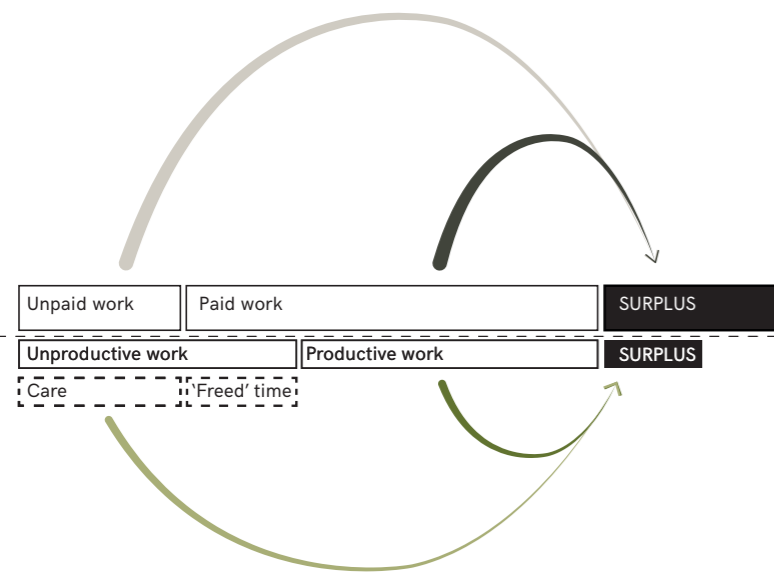 Unpaid work Paid work SURPLUS
Unproductive work Productive work SURPLUS
Care 'Freed' time